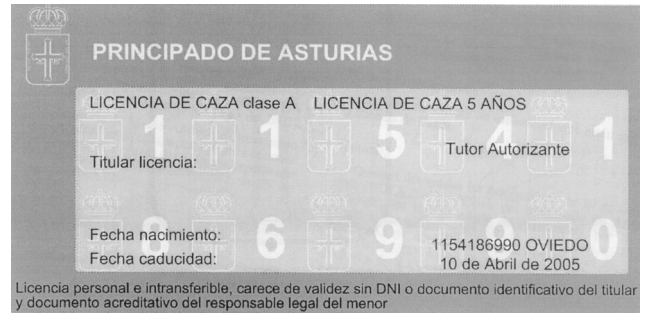 PRINCIPADO DE ASTURIAS
LICENCIA DE CAZA clase A LICENCIA DE CAZA 5 AÑOS
1 1 5 4 1
Tutor Autorizante
Titular licencia:
8 6 9 9 0
Fecha nacimiento:
1154186990 OVIEDO
Fecha caducidad:
10 de Abril de 2005
Licencia personal e intransferible, carece de validez sin DNI o documento identificativo del titular
y documento acreditativo del responsable legal del menor